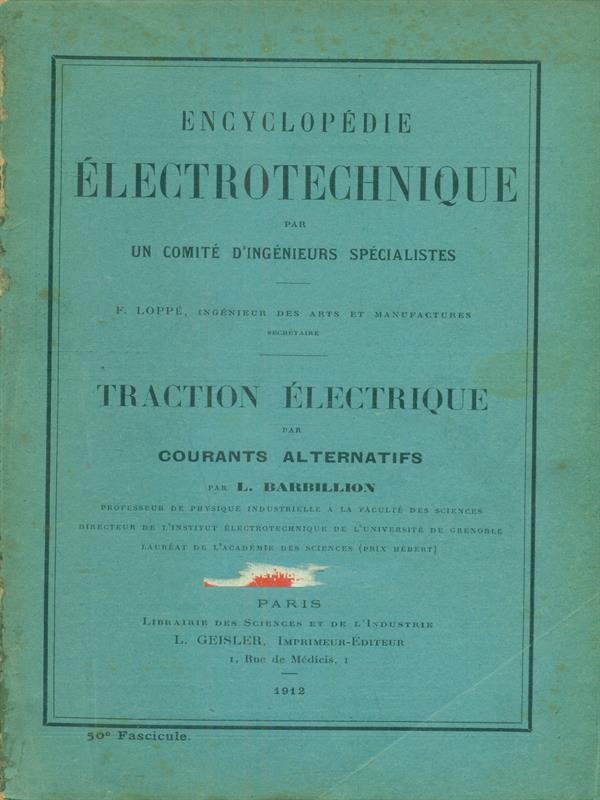 ENCYCLOPÉDIE
ÉLECTROTECHNIQUE
PAR
UN COMITÉ D'INGÉNIEURS SPÉCIALISTES
F. LOPPÉ, INGÉNIEUR DES ARTS ET MANUFACTURES
SECRÉTAIRE
TRACTION ÉLECTRIQUE
PAR
COURANTS ALTERNATIFS
PAR L. BARBILLION
PROFESSEUR DE PHYSIQUE INDUSTRIELLE A LA FACULTÉ DES SCIENCES
DIRECTEUR DE L'INSTITUT ÉLECTROTECHNIQUE DE L'UNIVERSITÉ DE GRENOBLE
LAURÉAT DE L'ACADÉMIE DES SCIENCES (PRIX HÉBERT)
PARIS
LIBRAIRIE DES SCIENCES ET DE L'INDUSTRIE
L. GEISLER, IMPRIMEUR-ÉDITEUR
1, Rue de Médicis, 1
1912
50e Fascicule.